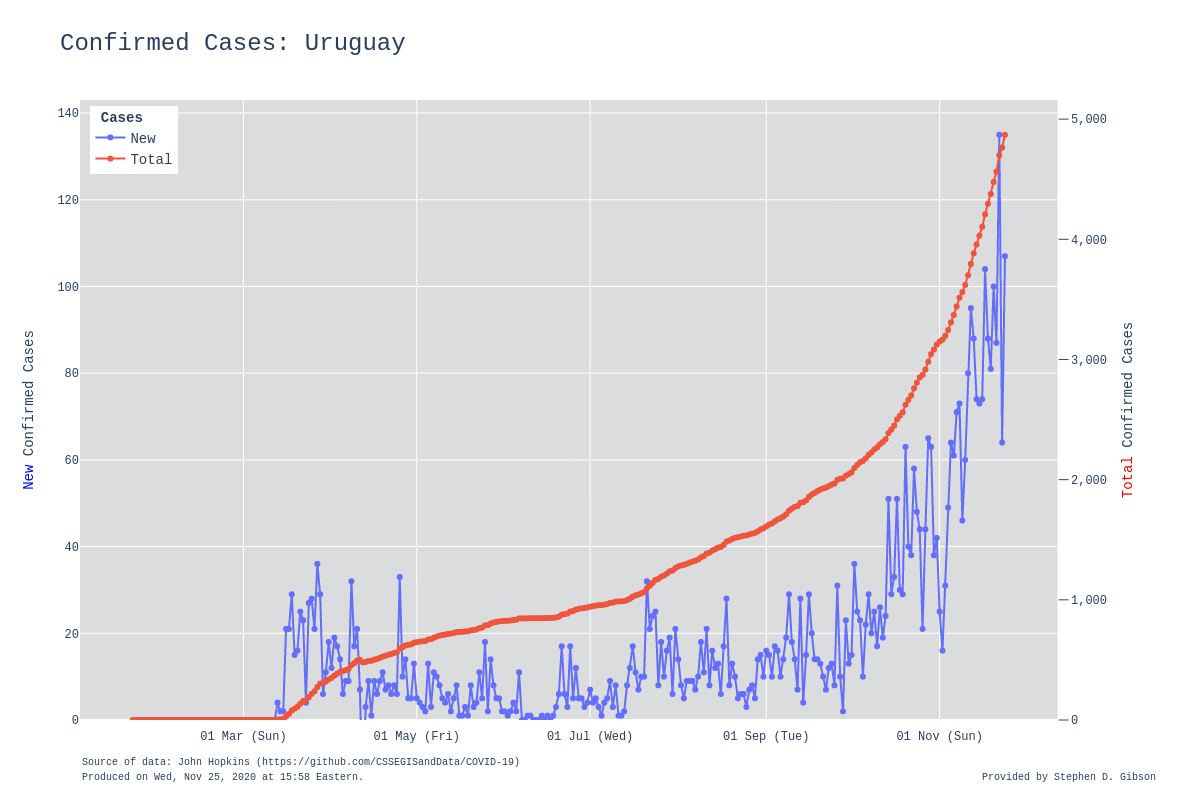 Confirmed Cases: Uruguay
Cases
New
Total
140
120
100
80
60
40
20
0
5,000
4,000
3,000
2,000
1,000
0
New Confirmed Cases
Total Confirmed Cases
01 Mar (Sun)
01 May (Fri)
01 Jul (Wed)
01 Sep (Tue)
01 Nov (Sun)
Source of data: John Hopkins (https://github.com/CSSEGISandData/COVID-19)
Produced on Wed, Nov 25, 2020 at 15:58 Eastern.
Provided by Stephen D. Gibson